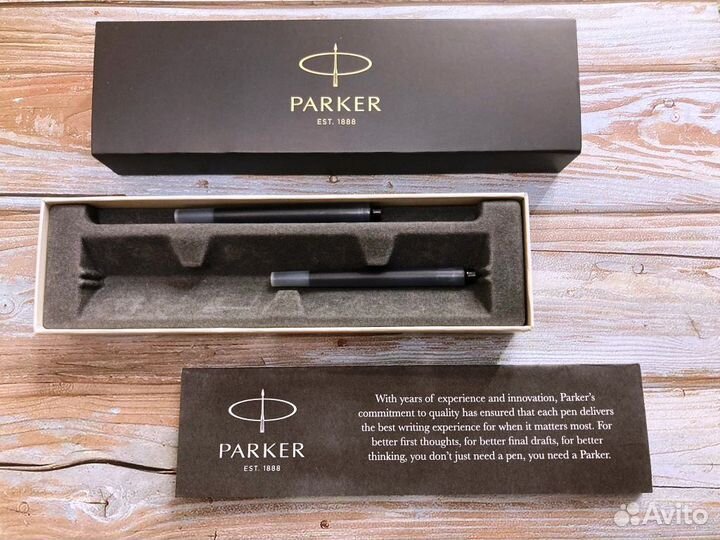 PARKER
EST. 1888
PARKER
EST. 1888
With years of experience and innovation, Parker's
commitment to quality has ensured that each pen delivers
the best writing experience for when it matters most. For
better first thoughts, for better final drafts, for better
thinking, you don't just need a pen, you need a Parker.
Avito